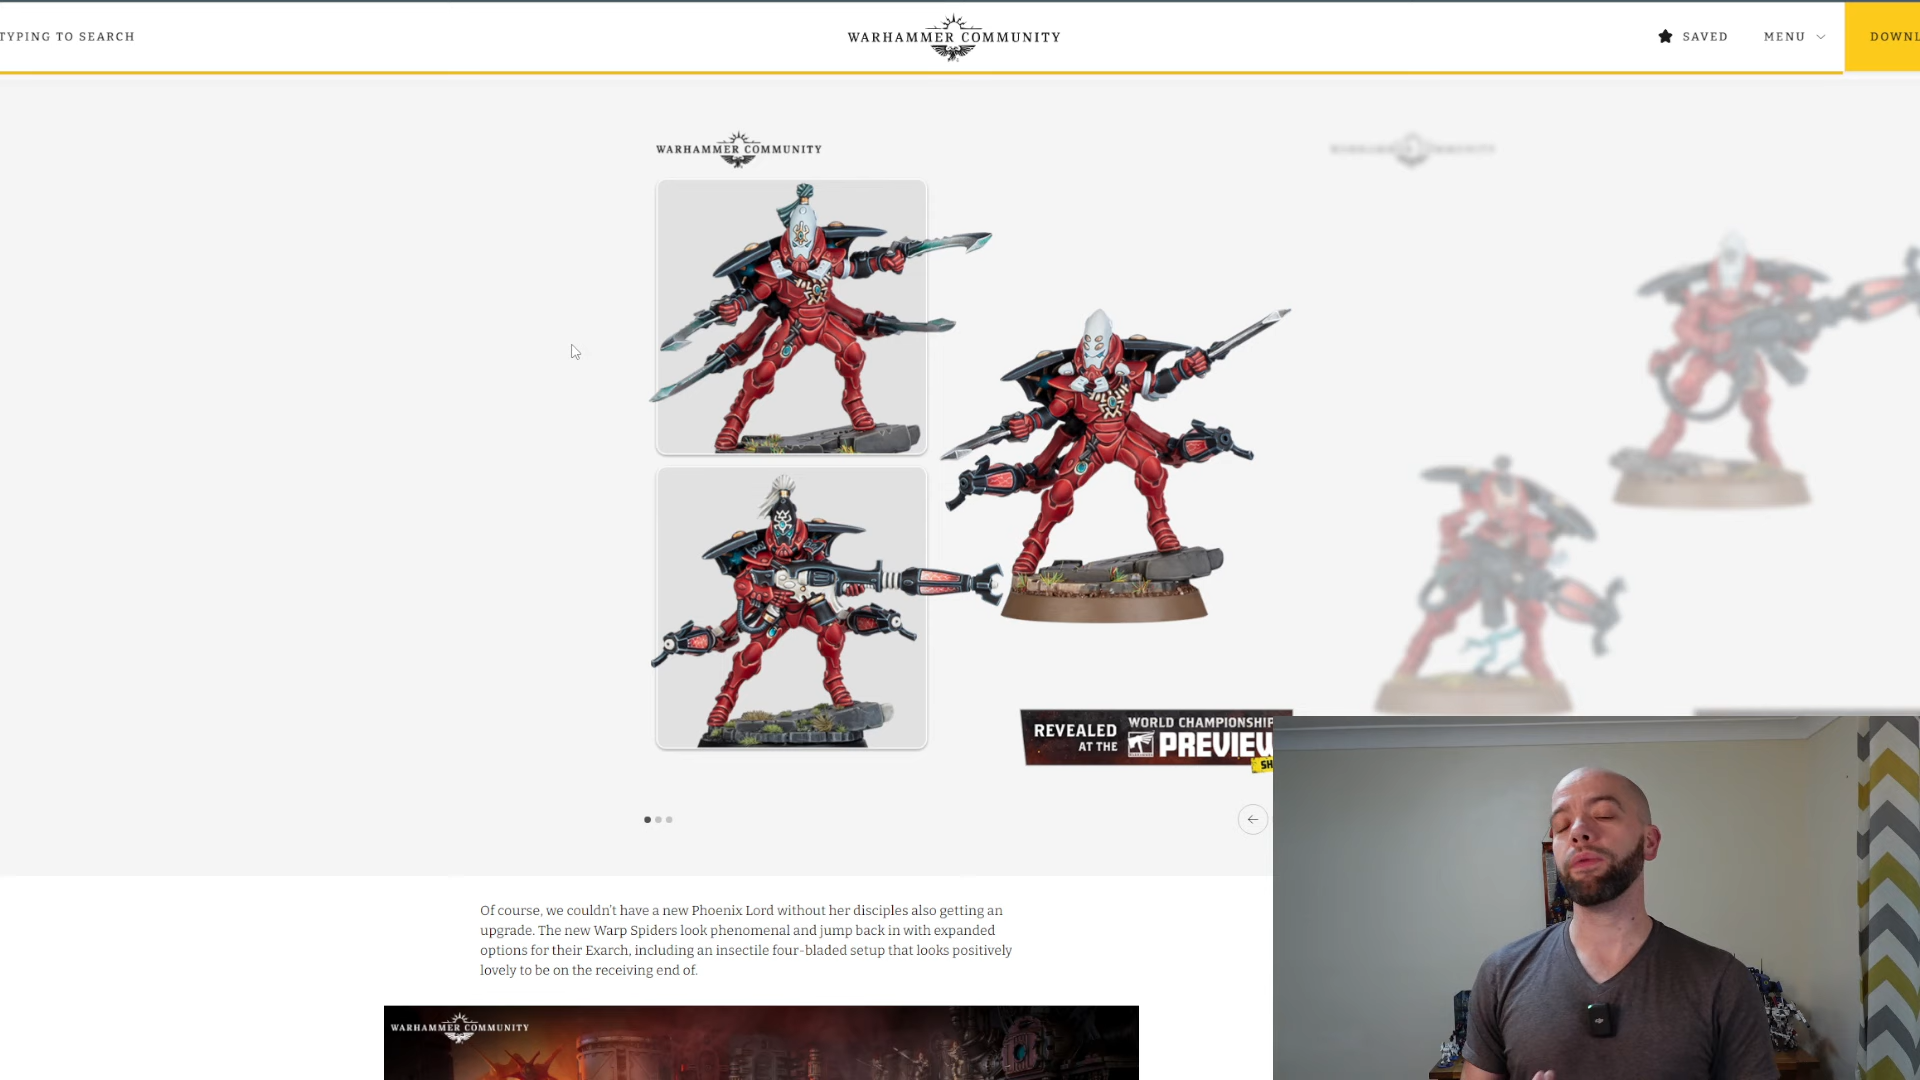 TYPING TO SEARCH
WARHAMMER COMMUNITY
SAVED
MENU
DOWNL
WARHAMMER COMMUNITY
REVEALED
AT THE
WORLD CHAMPIONSHIP
PREVIEW
SH
Of course, we couldn't have a new Phoenix Lord without her disciples also getting an
upgrade. The new Warp Spiders look phenomenal and jump back in with expanded
options for their Exarch, including an insectile four-bladed setup that looks positively
lovely to be on the receiving end of.
WARHAMMER COMMUNITY